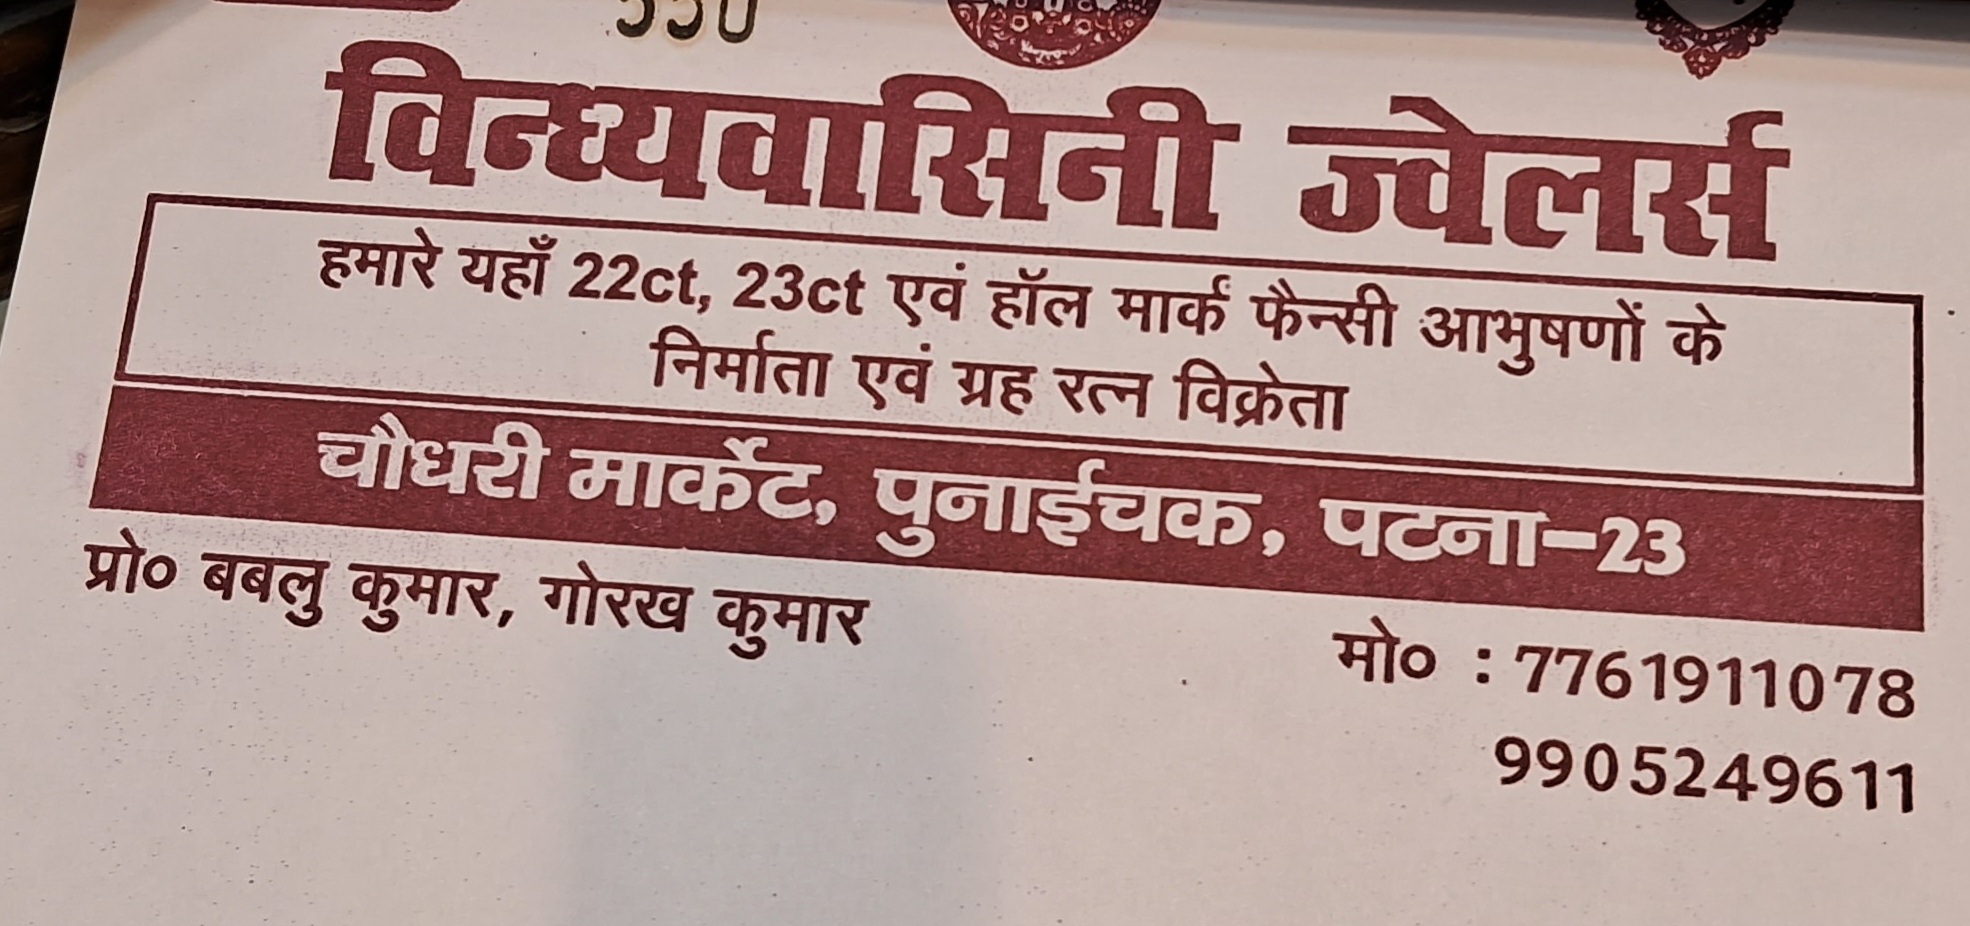 विन्ध्यवासिनी ज्वेलर्स
हमारे यहाँ 22ct, 23ct एवं हॉल मार्क फैन्सी आभुषणों के
निर्माता एवं ग्रह रत्न विक्रेता
चौधरी मार्केट, पुनाईचक, पटना-23
प्रो० बबलु कुमार, गोरख कुमार
मो० : 7761911078
9905249611